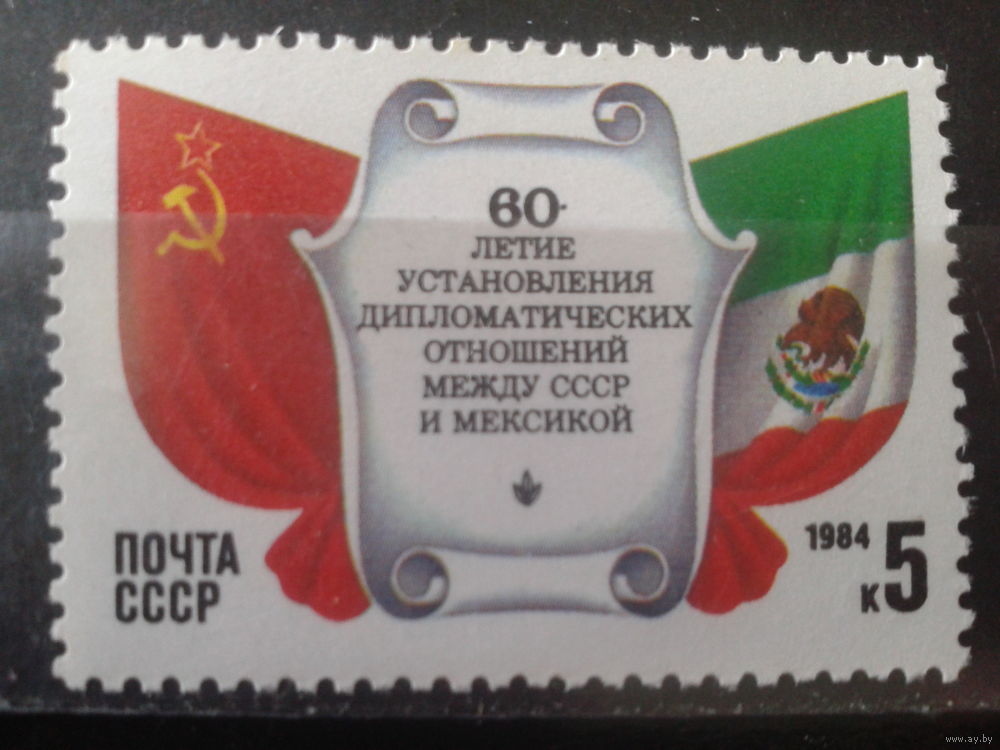 60-
ЛЕТИЕ
УСТАНОВЛЕНИЯ
ДИПЛОМАТИЧЕСКИХ
ОТНОШЕНИЙ
МЕЖДУ СССР
И МЕКСИКОЙ
ПОЧТА
СССР
1984
к5
www.ay.by